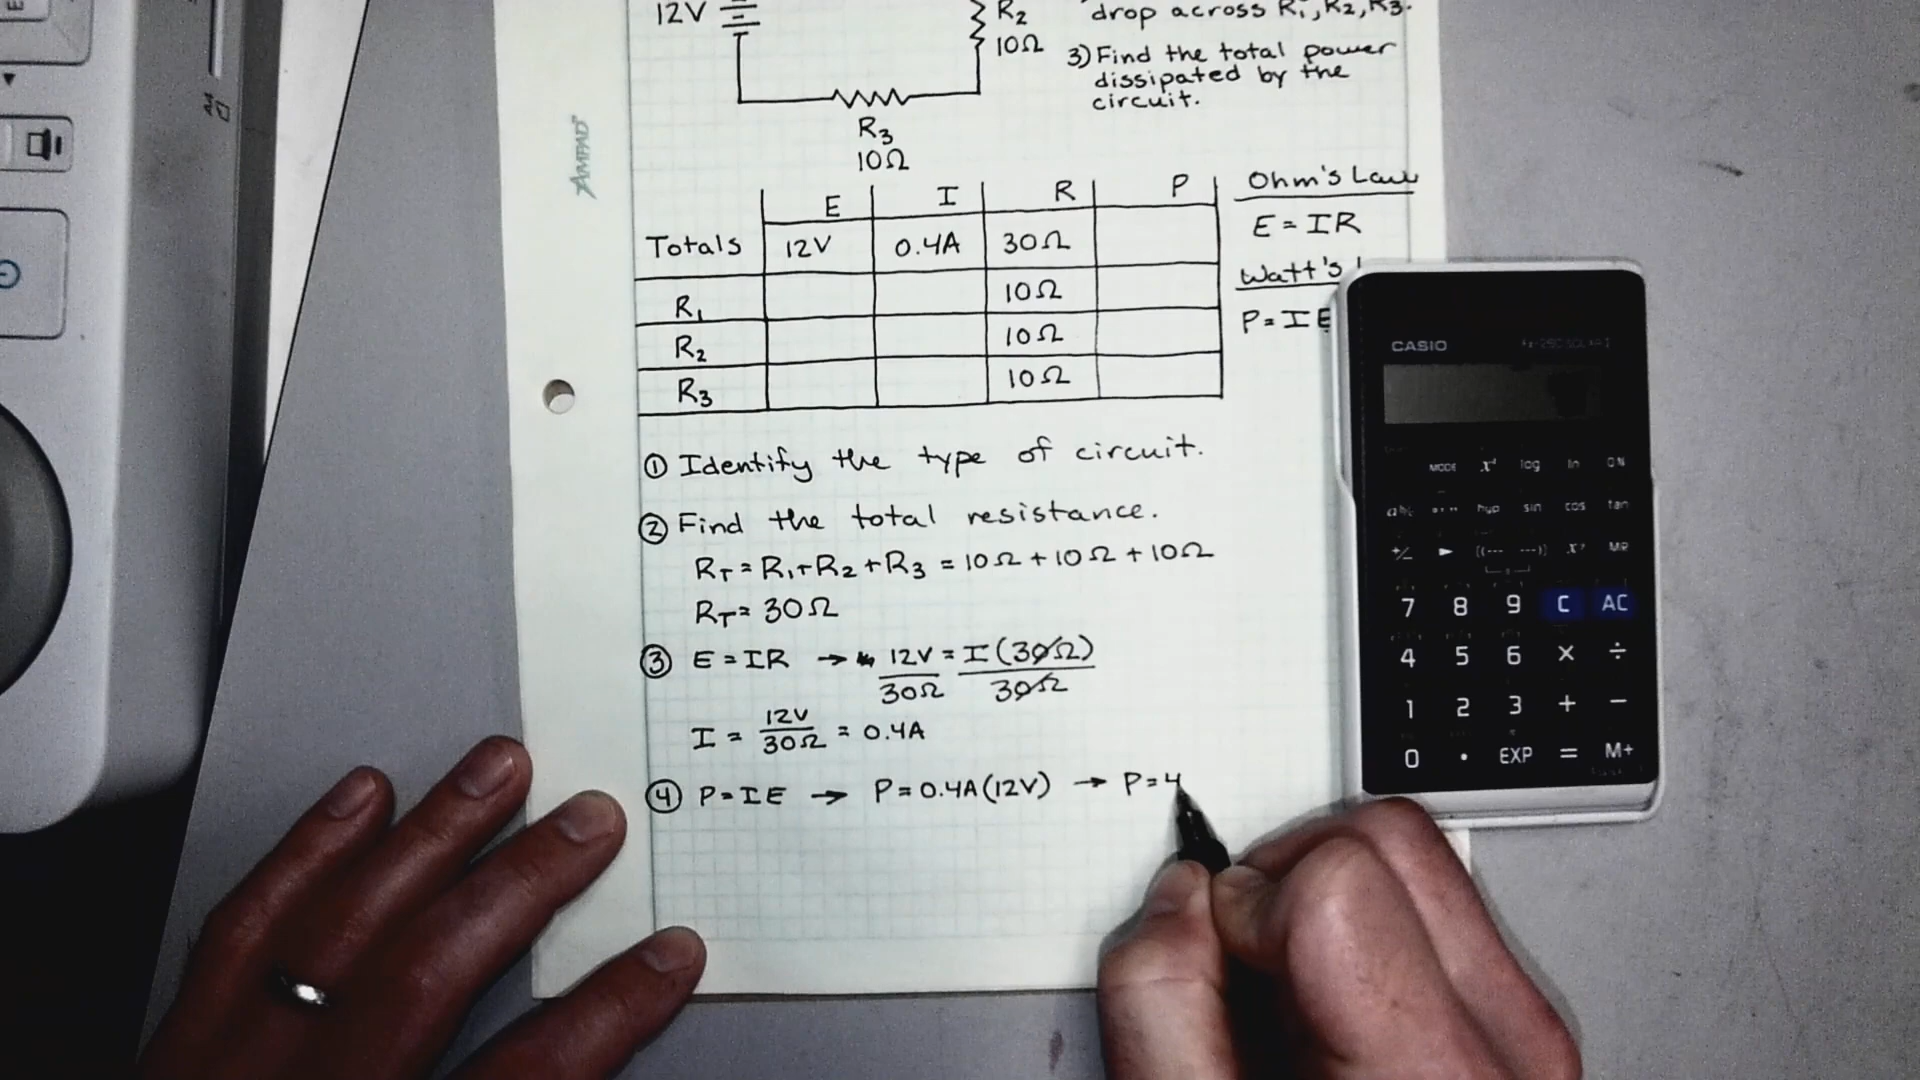 12V
R2
10Ω
drop across R1, R2, R3.
3) Find the total power
dissipated by the
circuit.
R3
10Ω
AMPAD
E I R P
Totals 12V 0.4A 30Ω
R1 10Ω
R2 10Ω
R3 10Ω
Ohm's Law
E = IR
Watt's
P = IE
① Identify the type of circuit.
② Find the total resistance.
RT = R1 + R2 + R3 = 10Ω + 10Ω + 10Ω
RT = 30Ω
③ E = IR → 12V/30Ω = I(30Ω)/30Ω
I = 12V/30Ω = 0.4A
④ P = IE → P = 0.4A(12V) → P = 4
CASIO
MODE log ln ON
hyp sin cos tan
+/- ► [(--- ---)] MR
7 8 9 C AC
4 5 6 × ÷
1 2 3 + −
0 . EXP = M+